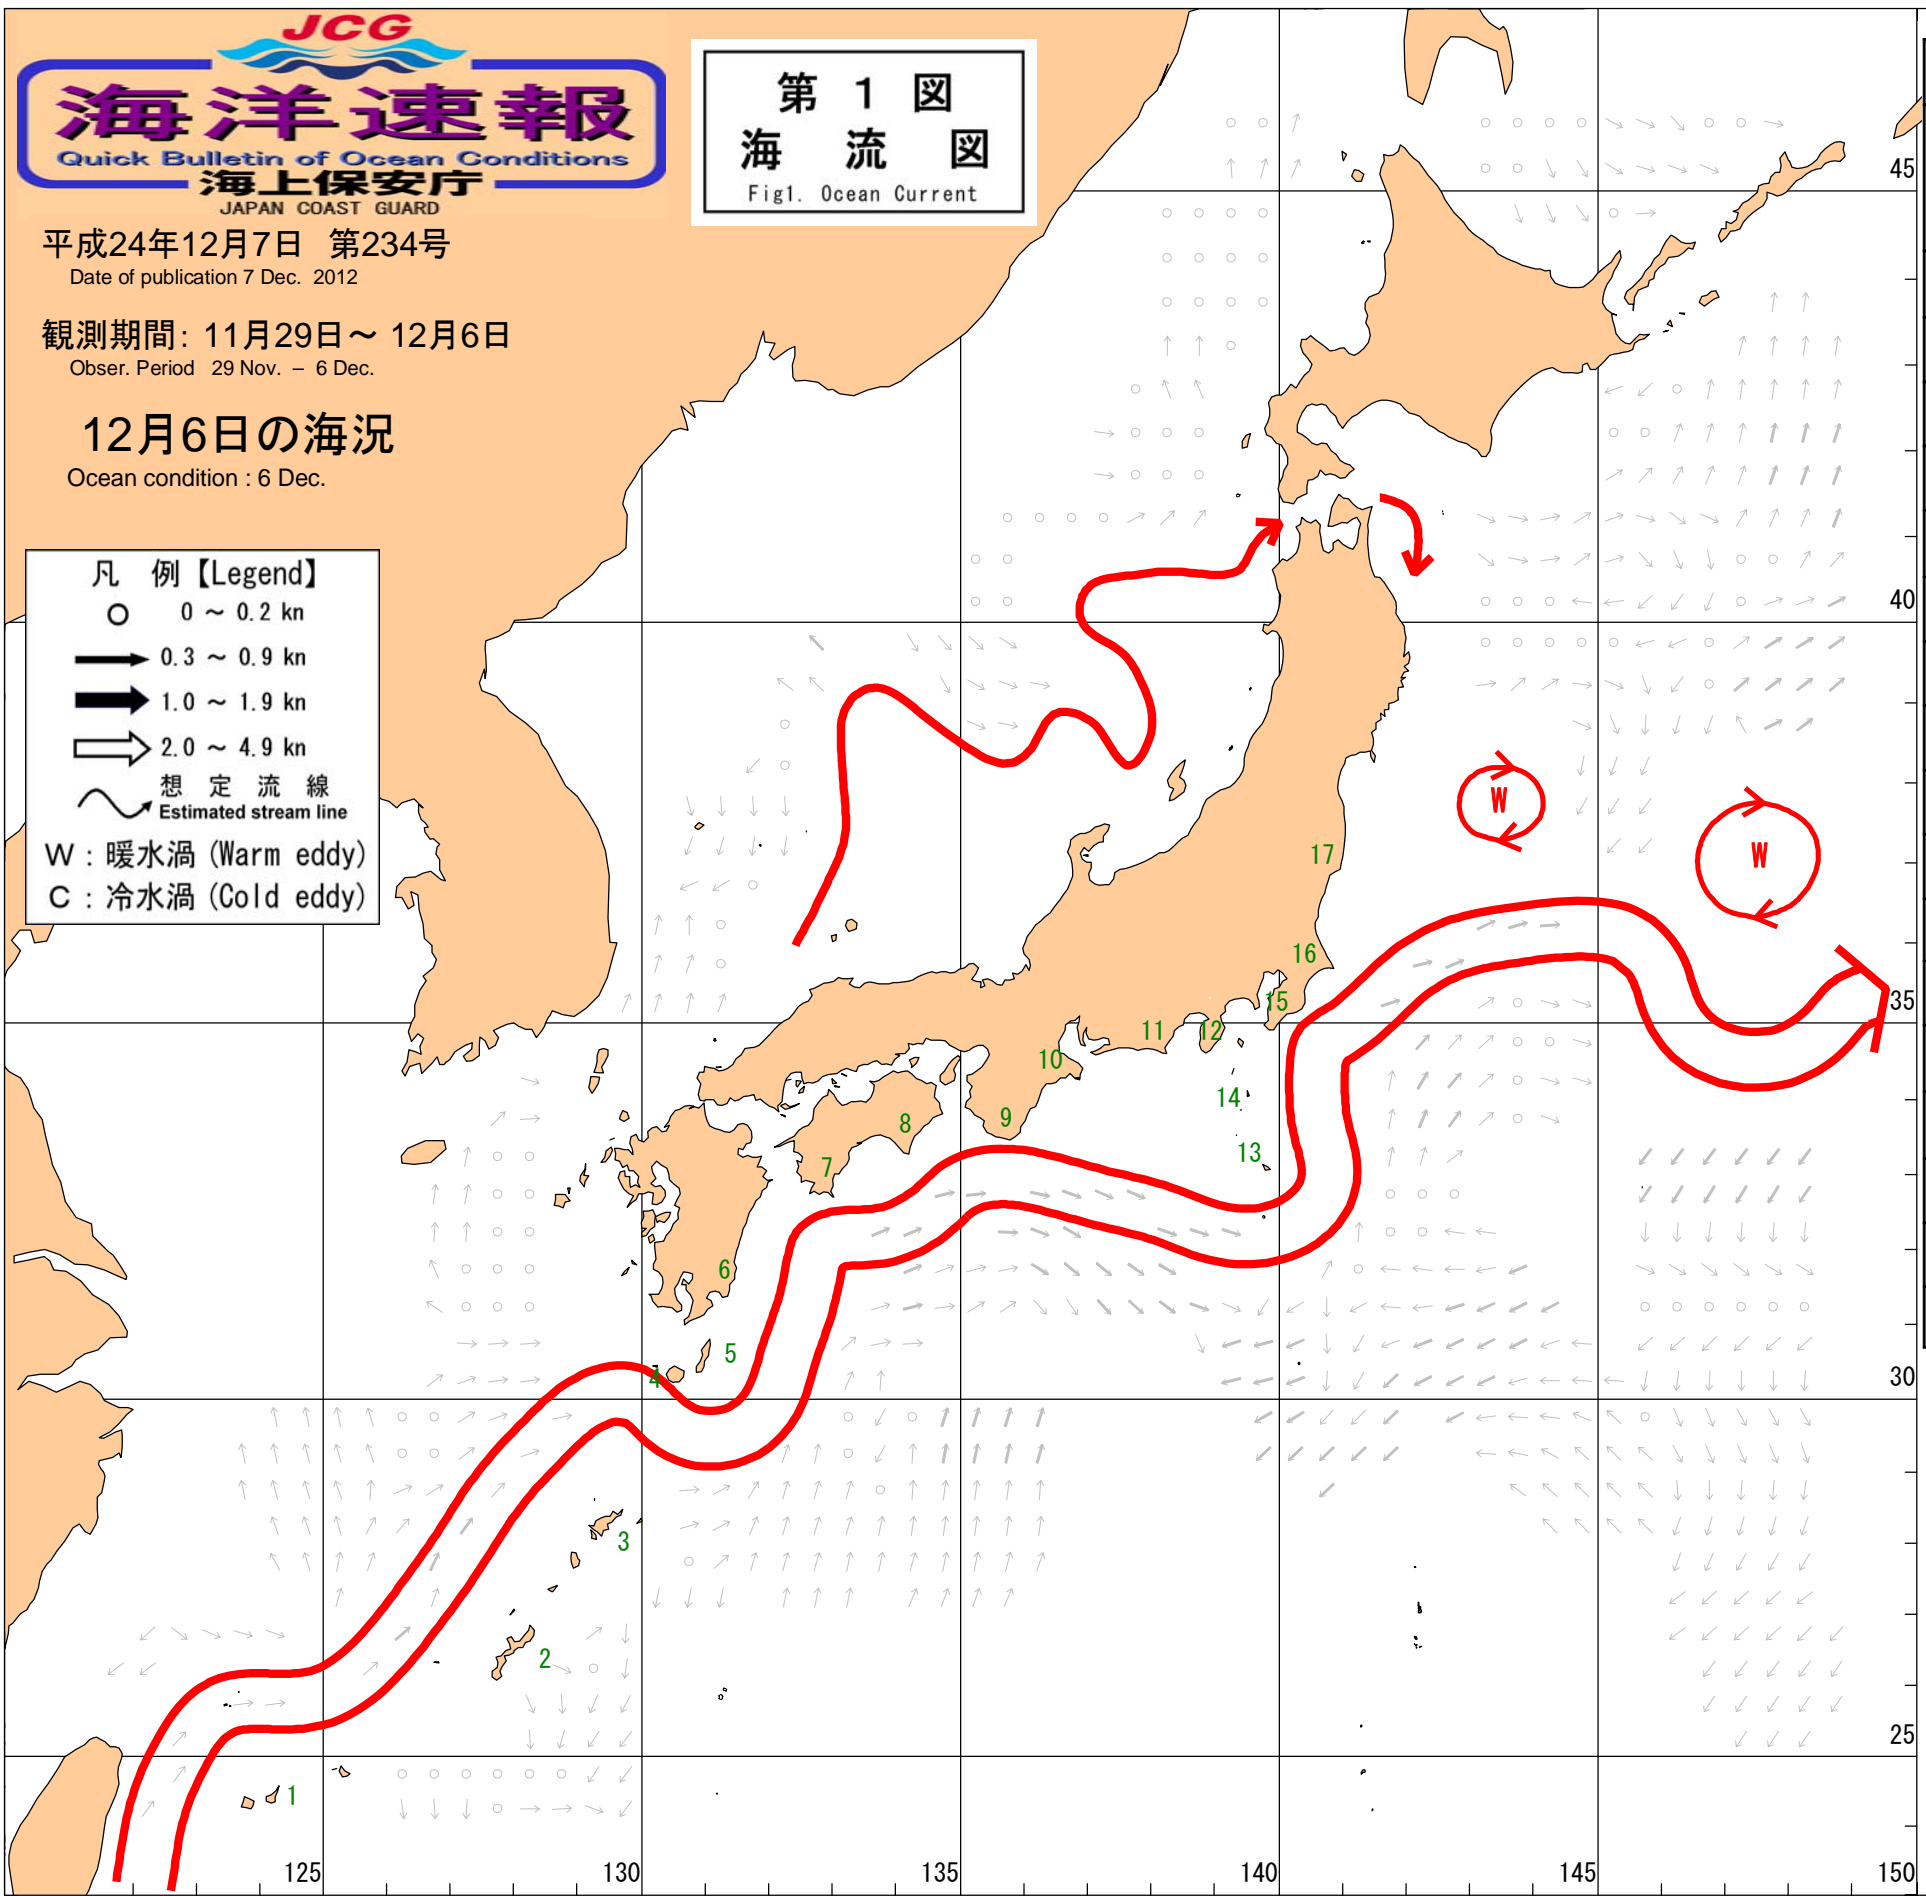 JCG
海洋速報
Quick Bulletin of Ocean Conditions
海上保安庁
JAPAN COAST GUARD
第 1 図
海 流 図
Fig1. Ocean Current
平成24年12月7日 第234号
Date of publication 7 Dec. 2012
観測期間: 11月29日～ 12月6日
Obser. Period 29 Nov. – 6 Dec.
12月6日の海況
Ocean condition : 6 Dec.
凡 例【Legend】
0 ～ 0.2 kn
0.3 ～ 0.9 kn
1.0 ～ 1.9 kn
2.0 ～ 4.9 kn
想 定 流 線
Estimated stream line
W : 暖水渦 (Warm eddy)
C : 冷水渦 (Cold eddy)
45
40
W
W
17
16
35
15
12
11
10
14
9
8
13
7
6
5
4
30
3
2
25
1
125
130
135
140
145
150